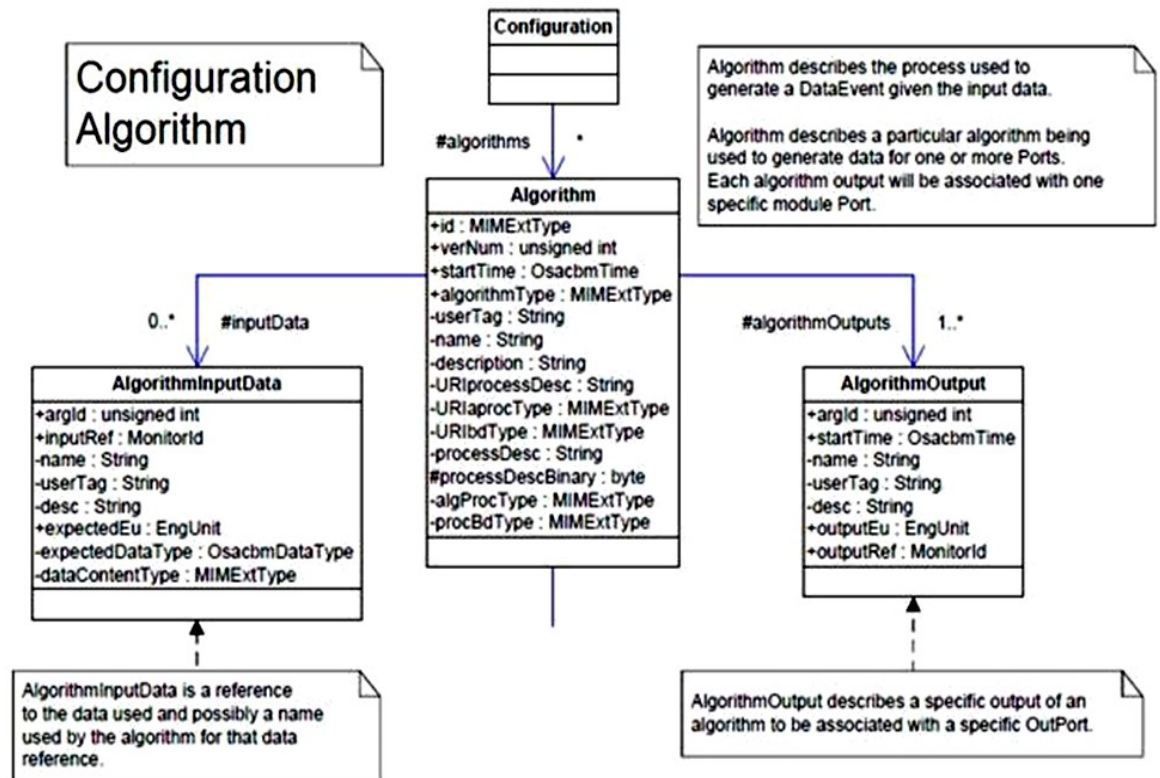 Configuration
Algorithm
Configuration
Algorithm describes the process used to
generate a DataEvent given the input data.
Algorithm describes a particular algorithm being
used to generate data for one or more Ports.
Each algorithm output will be associated with one
specific module Port.
#algorithms *
Algorithm
+id : MIMExtType
+verNum : unsigned int
+startTime : OsacbmTime
+algorithmType : MIMExtType
-userTag : String
-name : String
-description : String
-URIprocessDesc : String
-URIaprocType : MIMExtType
-URIbdType : MIMExtType
-processDesc : String
#processDescBinary : byte
-algProcType : MIMExtType
-procBdType : MIMExtType
0..* #inputData
#algorithmOutputs 1..*
AlgorithmInputData
+argId : unsigned int
+inputRef : MonitorId
-name : String
-userTag : String
-desc : String
+expectedEu : EngUnit
-expectedDataType : OsacbmDataType
-dataContentType : MIMExtType
AlgorithmOutput
+argId : unsigned int
+startTime : OsacbmTime
-name : String
-userTag : String
-desc : String
+outputEu : EngUnit
+outputRef : MonitorId
AlgorithmInputData is a reference
to the data used and possibly a name
used by the algorithm for that data
reference.
AlgorithmOutput describes a specific output of an
algorithm to be associated with a specific OutPort.